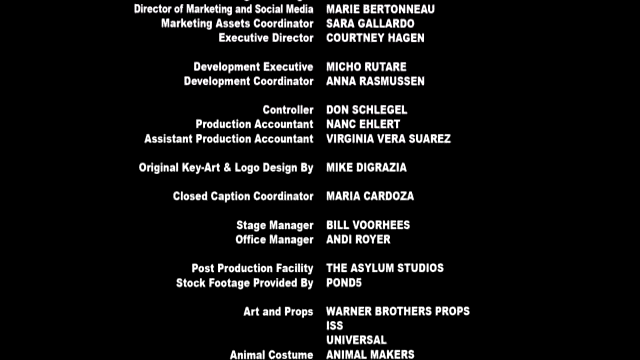 Director of Marketing and Social Media MARIE BERTONNEAU
Marketing Assets Coordinator SARA GALLARDO
Executive Director COURTNEY HAGEN
Development Executive MICHO RUTARE
Development Coordinator ANNA RASMUSSEN
Controller DON SCHLEGEL
Production Accountant NANC EHLERT
Assistant Production Accountant VIRGINIA VERA SUAREZ
Original Key-Art & Logo Design By MIKE DIGRAZIA
Closed Caption Coordinator MARIA CARDOZA
Stage Manager BILL VOORHEES
Office Manager ANDI ROYER
Post Production Facility THE ASYLUM STUDIOS
Stock Footage Provided By POND5
Art and Props WARNER BROTHERS PROPS
ISS
UNIVERSAL
Animal Costume ANIMAL MAKERS